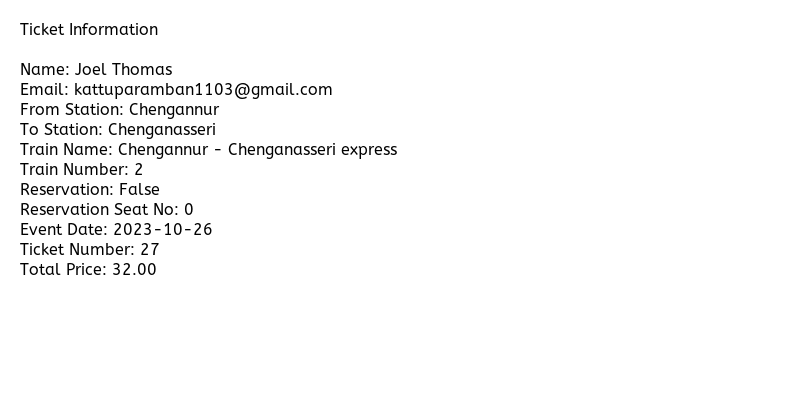 Ticket Information
Name: Joel Thomas
Email: kattuparamban1103@gmail.com
From Station: Chengannur
To Station: Chenganasseri
Train Name: Chengannur - Chenganasseri express
Train Number: 2
Reservation: False
Reservation Seat No: 0
Event Date: 2023-10-26
Ticket Number: 27
Total Price: 32.00